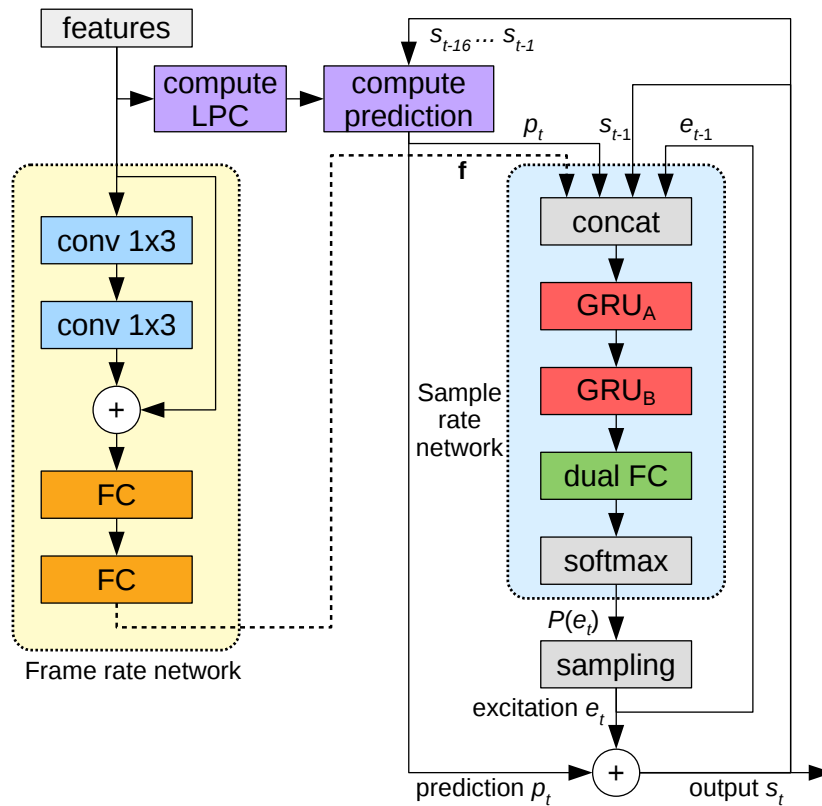 features
s_{t-16} ... s_{t-1}
compute
LPC
compute
prediction
p_t
s_{t-1}
e_{t-1}
f
concat
conv 1x3
GRU_A
conv 1x3
GRU_B
+
Sample
rate
network
dual FC
FC
softmax
FC
P(e_t)
Frame rate network
sampling
excitation e_t
+
prediction p_t
output s_t